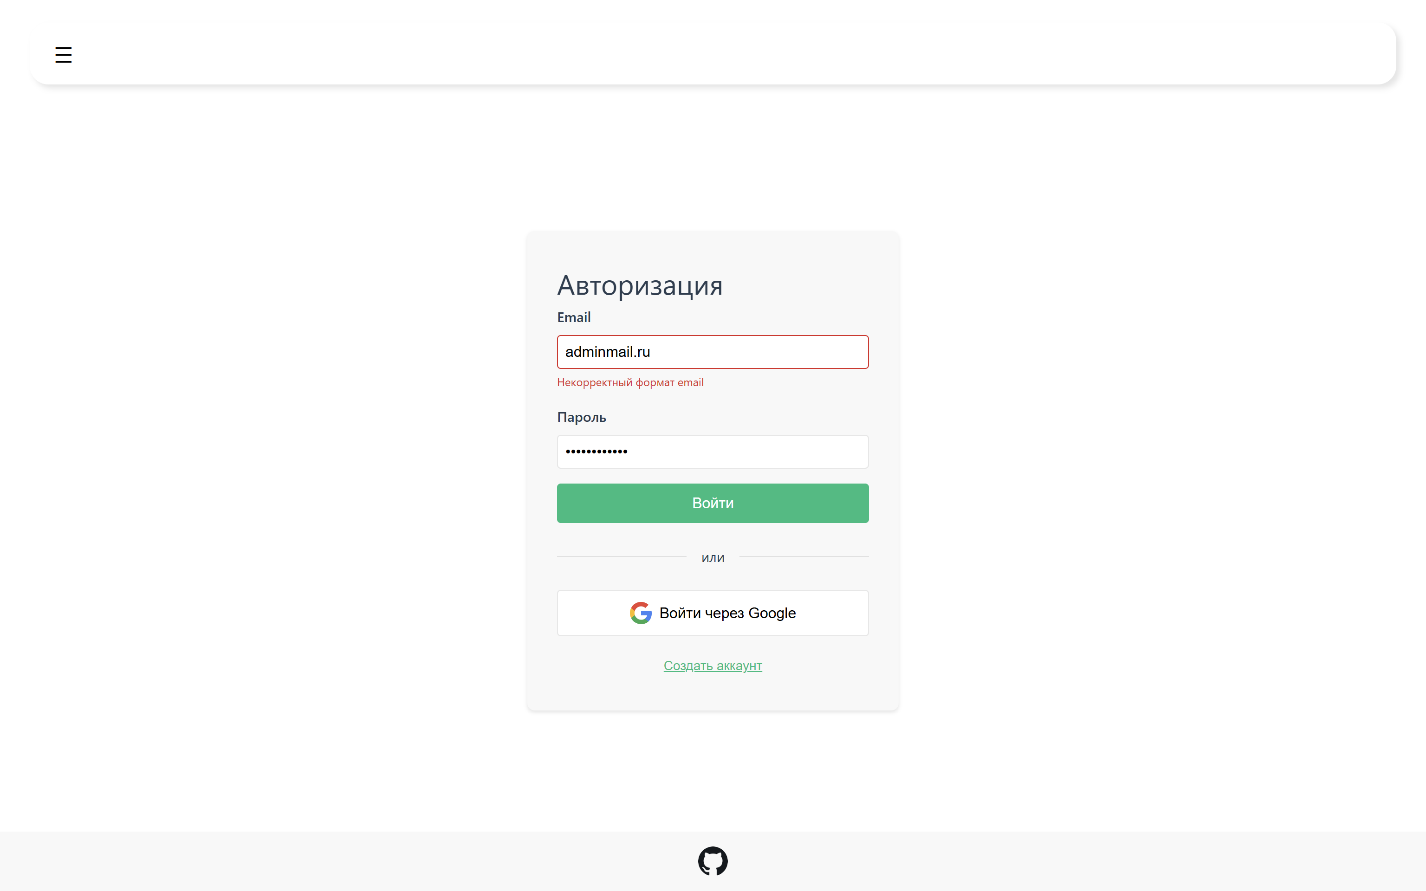 Авторизация
Email
adminmail.ru
Некорректный формат email
Пароль
••••••••••••
Войти
или
Войти через Google
Создать аккаунт